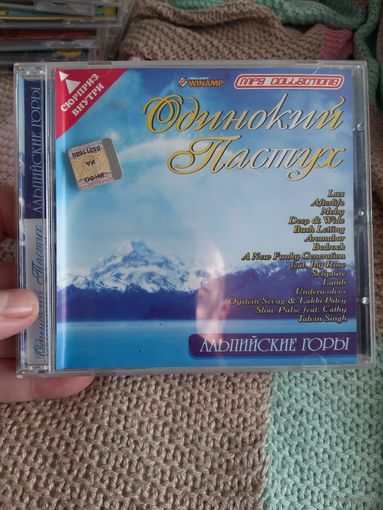 СЮРПРИЗ
ВНУТРИ
WINAMP
MP3 COLLECTIONS
Одинокий
Пастух
Lux
Afterlife
Moby
Deep & Wide
Bush Letting
Aromabar
Bedrock
A New Funky Generation
feat. Joy Rose
Scripture
Lamb
Underwolves
Oystein Sevag & Lakki Patey
Slow Pulse feat. Cathy
Talvin Singh
АЛЬПИЙСКИЕ ГОРЫ
Одинокий Пастух АЛЬПИЙСКИЕ ГОРЫ